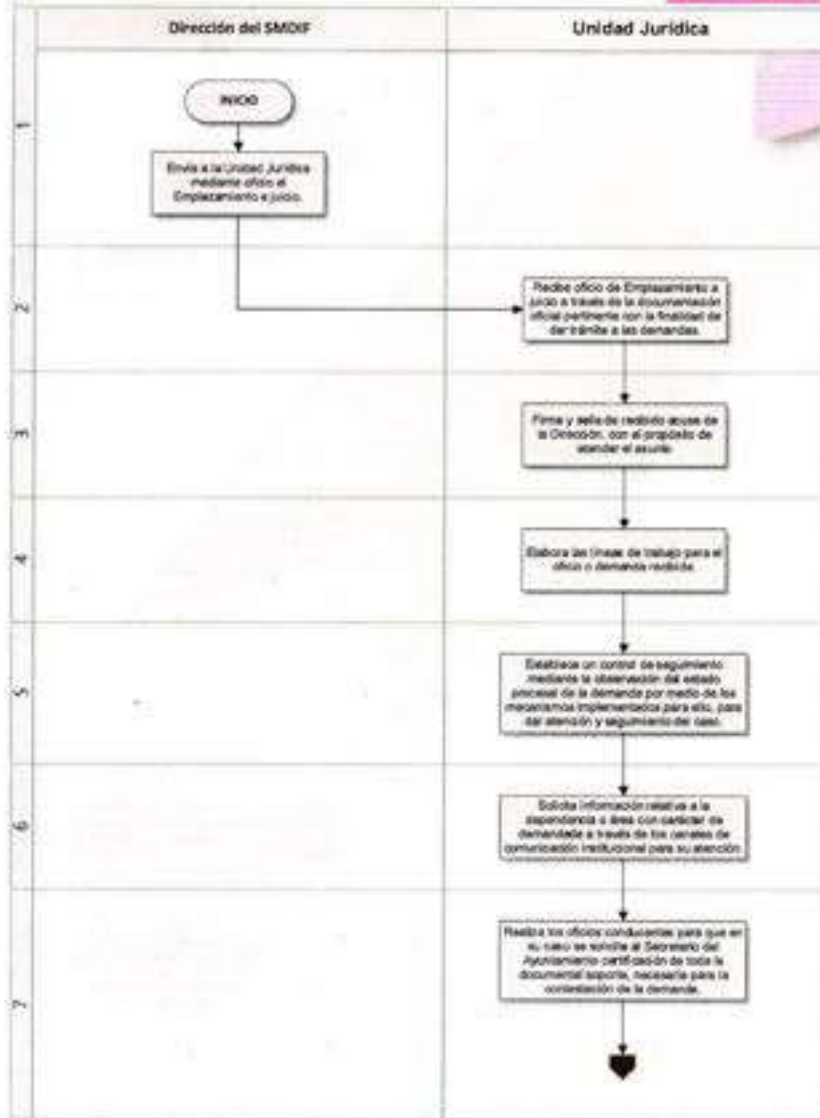 Dirección del SMDIF
Unidad Jurídica
1
INICIO
Envía a la Unidad Jurídica
mediante oficio el
Emplazamiento a juicio.
2
Recibe oficio de Emplazamiento a
juicio a través de la documentación
oficial pertinente con la finalidad de
dar trámite a las demandas.
3
Firma y sella de recibido acuse de
la Dirección, con el propósito de
atender el asunto.
4
Elabora las líneas de trabajo para el
oficio o demanda recibida.
5
Establece un control de seguimiento
mediante la observación del estado
procesal de la demanda por medio de los
mecanismos implementados para ello, para
dar atención y seguimiento del caso.
6
Solicita información relativa a la
dependencia o área con carácter de
demandada a través de los canales de
comunicación institucional para su atención
7
Realiza los oficios conducentes para que en
su caso se solicite al Secretario del
Ayuntamiento certificación de toda la
documental soporte, necesaria para la
contestación de la demanda.